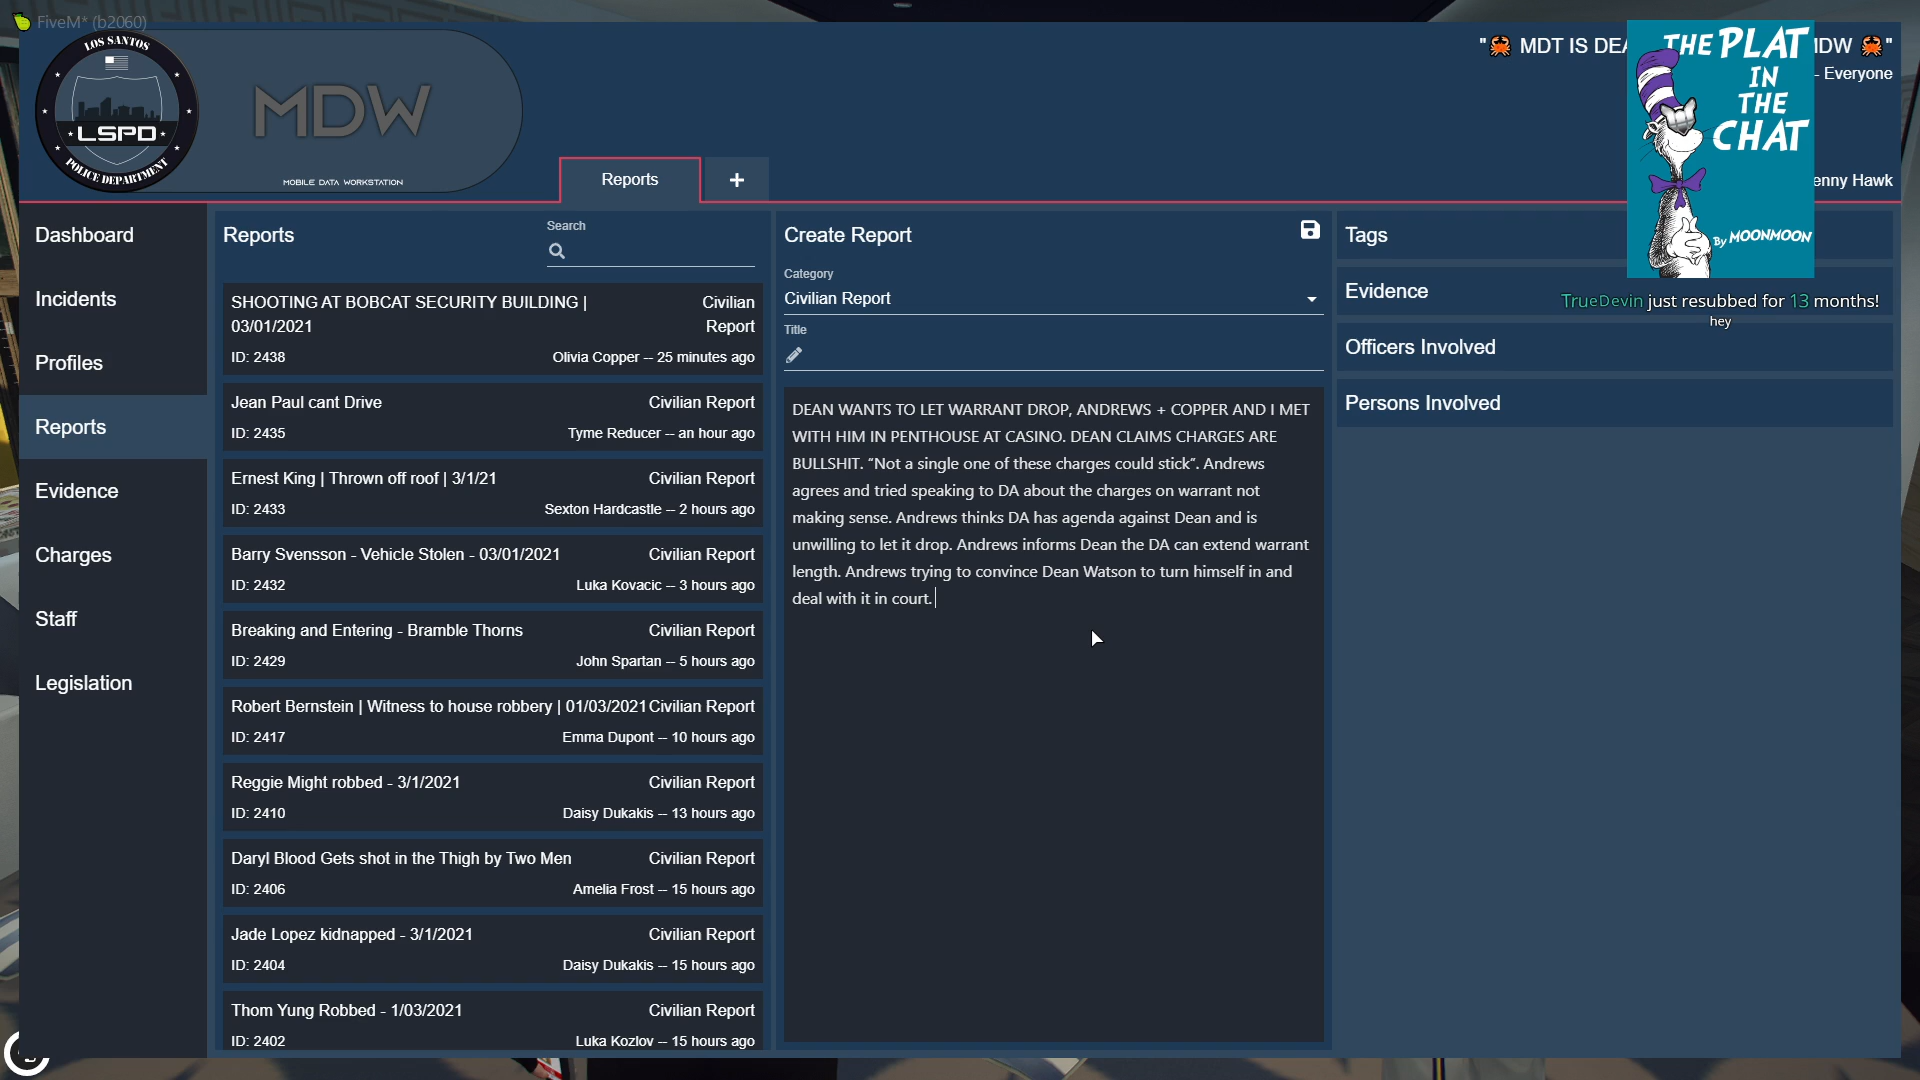 FiveM* (b2060)
LOS SANTOS
LSPD
POLICE DEPARTMENT
MDW
MOBILE DATA WORKSTATION
Reports
+
"🦀 MDT IS DEA
MDW 🦀"
- Everyone
enny Hawk
THE PLAT
IN
THE
CHAT
By MOONMOON
TrueDevin just resubbed for 13 months!
hey
Dashboard
Incidents
Profiles
Reports
Evidence
Charges
Staff
Legislation
Reports
Search
SHOOTING AT BOBCAT SECURITY BUILDING | Civilian
03/01/2021 Report
ID: 2438 Olivia Copper -- 25 minutes ago
Jean Paul cant Drive Civilian Report
ID: 2435 Tyme Reducer -- an hour ago
Ernest King | Thrown off roof | 3/1/21 Civilian Report
ID: 2433 Sexton Hardcastle -- 2 hours ago
Barry Svensson - Vehicle Stolen - 03/01/2021 Civilian Report
ID: 2432 Luka Kovacic -- 3 hours ago
Breaking and Entering - Bramble Thorns Civilian Report
ID: 2429 John Spartan -- 5 hours ago
Robert Bernstein | Witness to house robbery | 01/03/2021 Civilian Report
ID: 2417 Emma Dupont -- 10 hours ago
Reggie Might robbed - 3/1/2021 Civilian Report
ID: 2410 Daisy Dukakis -- 13 hours ago
Daryl Blood Gets shot in the Thigh by Two Men Civilian Report
ID: 2406 Amelia Frost -- 15 hours ago
Jade Lopez kidnapped - 3/1/2021 Civilian Report
ID: 2404 Daisy Dukakis -- 15 hours ago
Thom Yung Robbed - 1/03/2021 Civilian Report
ID: 2402 Luka Kozlov -- 15 hours ago
Create Report
Category
Civilian Report
Title
DEAN WANTS TO LET WARRANT DROP, ANDREWS + COPPER AND I MET
WITH HIM IN PENTHOUSE AT CASINO. DEAN CLAIMS CHARGES ARE
BULLSHIT. “Not a single one of these charges could stick”. Andrews
agrees and tried speaking to DA about the charges on warrant not
making sense. Andrews thinks DA has agenda against Dean and is
unwilling to let it drop. Andrews informs Dean the DA can extend warrant
length. Andrews trying to convince Dean Watson to turn himself in and
deal with it in court.
Tags
Evidence
Officers Involved
Persons Involved